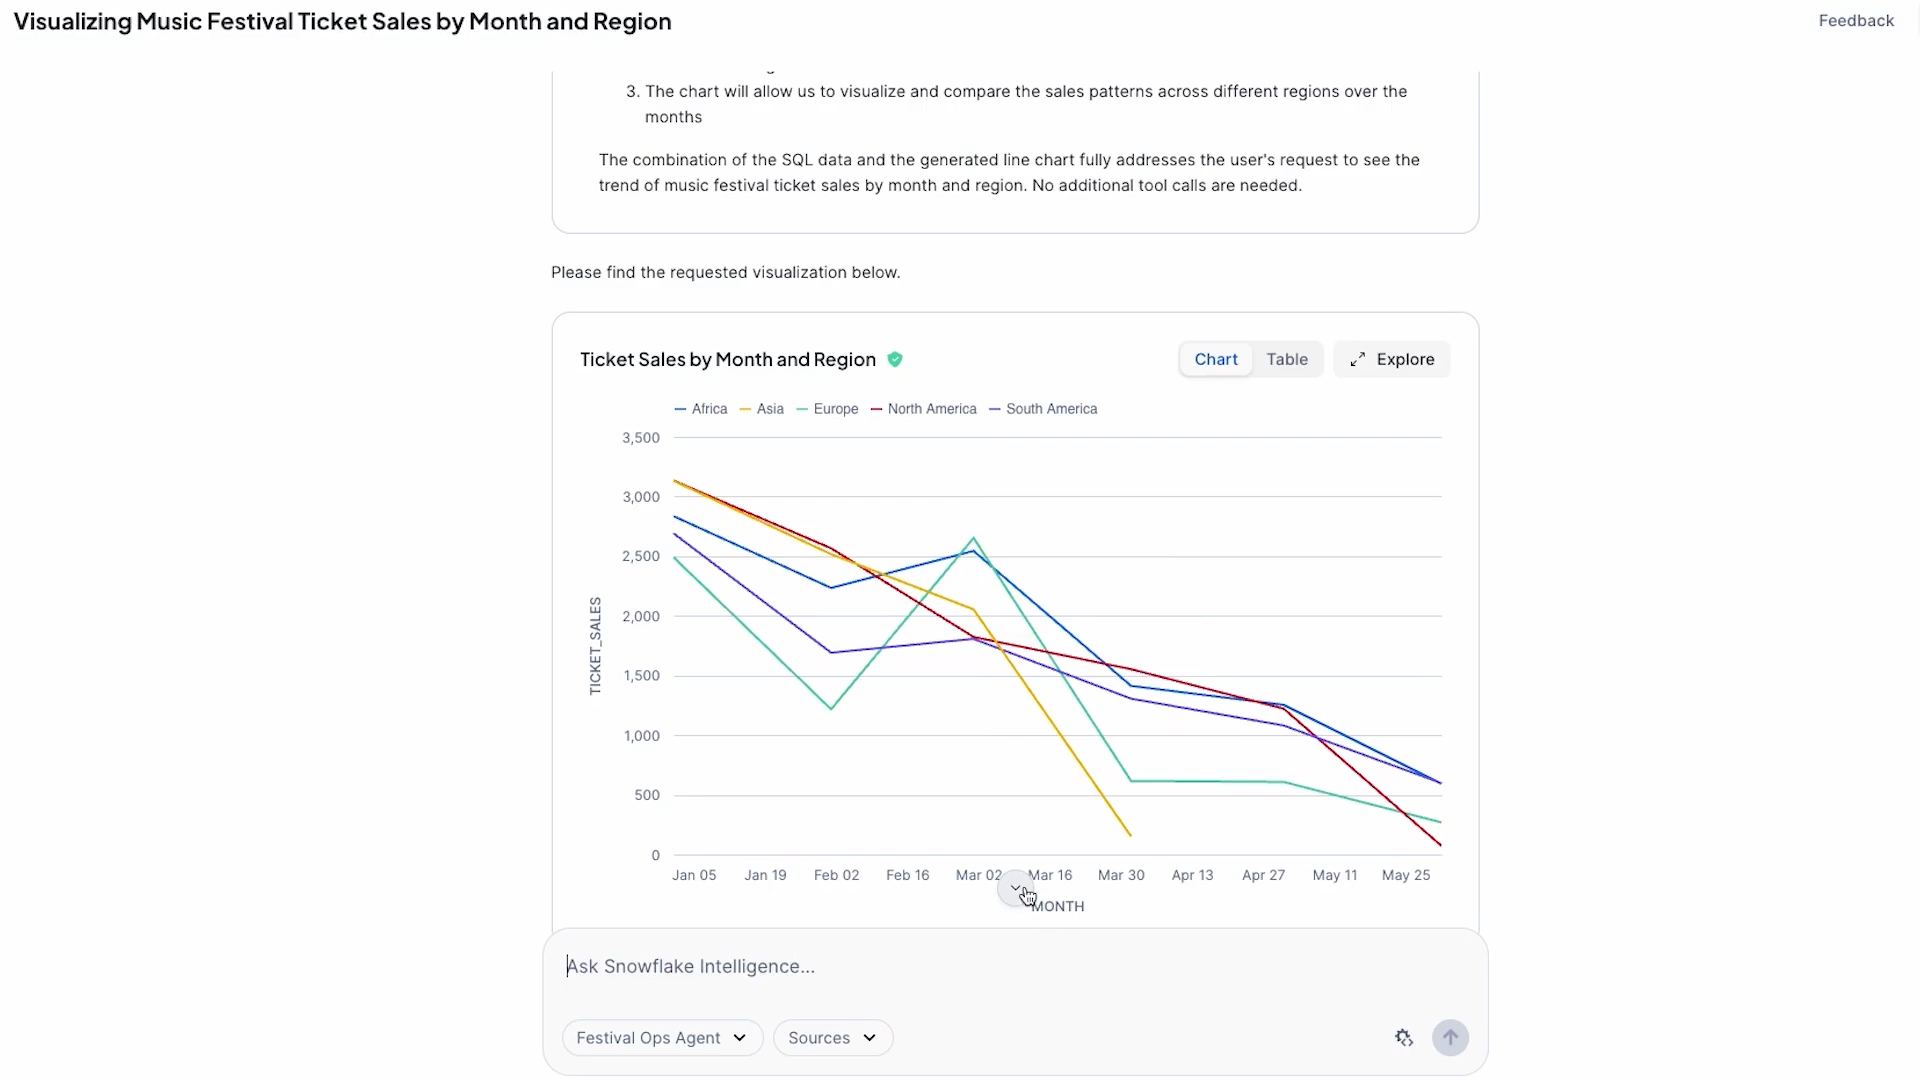 Visualizing Music Festival Ticket Sales by Month and Region
Feedback
3. The chart will allow us to visualize and compare the sales patterns across different regions over the
months
The combination of the SQL data and the generated line chart fully addresses the user's request to see the
trend of music festival ticket sales by month and region. No additional tool calls are needed.
Please find the requested visualization below.
Ticket Sales by Month and Region
Chart
Table
Explore
Africa
Asia
Europe
North America
South America
3,500
3,000
2,500
2,000
1,500
1,000
500
0
TICKET_SALES
Jan 05
Jan 19
Feb 02
Feb 16
Mar 02
Mar 16
Mar 30
Apr 13
Apr 27
May 11
May 25
MONTH
Ask Snowflake Intelligence...
Festival Ops Agent
Sources